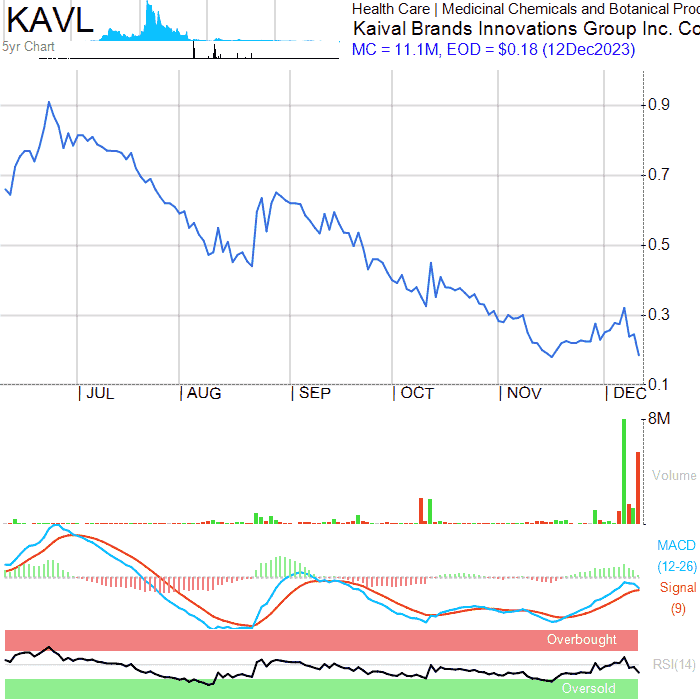 KAVL
5yr Chart
Health Care | Medicinal Chemicals and Botanical Prod
Kaival Brands Innovations Group Inc. Co
MC = 11.1M, EOD = $0.18 (12Dec2023)
0.9
0.7
0.5
0.3
0.1
| JUL | AUG | SEP | OCT | NOV | DEC
8M
Volume
MACD
(12-26)
Signal
(9)
Overbought
RSI(14)
Oversold